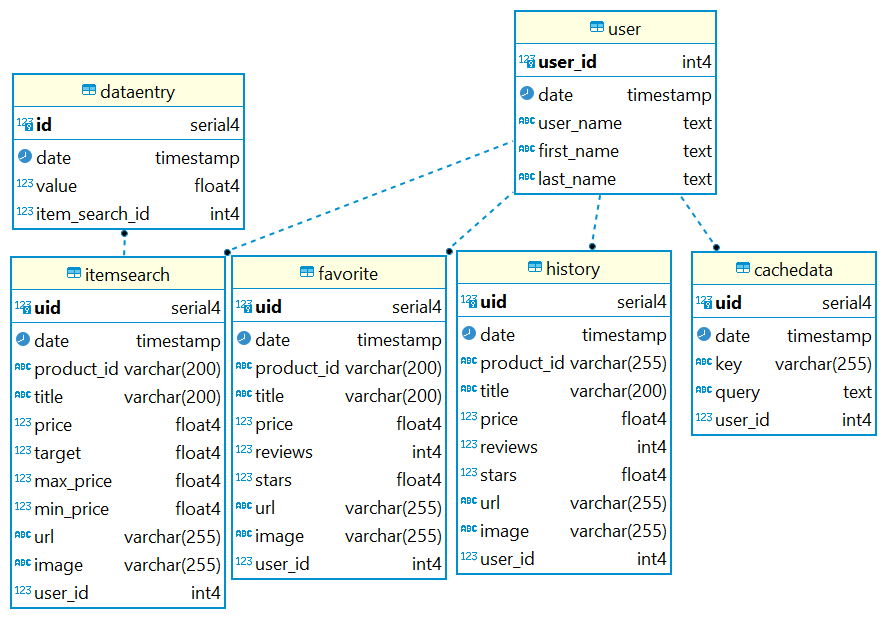 user
user_id int4
date timestamp
user_name text
first_name text
last_name text
dataentry
id serial4
date timestamp
value float4
item_search_id int4
itemsearch
uid serial4
date timestamp
product_id varchar(200)
title varchar(200)
price float4
target float4
max_price float4
min_price float4
url varchar(255)
image varchar(255)
user_id int4
favorite
uid serial4
date timestamp
product_id varchar(200)
title varchar(200)
price float4
reviews int4
stars float4
url varchar(255)
image varchar(255)
user_id int4
history
uid serial4
date timestamp
product_id varchar(255)
title varchar(200)
price float4
reviews int4
stars float4
url varchar(255)
image varchar(255)
user_id int4
cachedata
uid serial4
date timestamp
key varchar(255)
query text
user_id int4